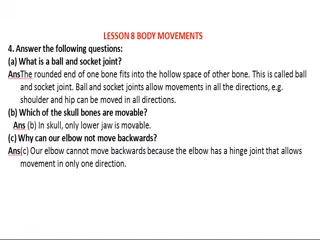 LESSON 8 BODY MOVEMENTS
4. Answer the following questions:
(a) What is a ball and socket joint?
AnsThe rounded end of one bone fits into the hollow space of other bone. This is called ball
and socket joint. Ball and socket joints allow movements in all the directions, e.g.
shoulder and hip can be moved in all directions.
(b) Which of the skull bones are movable?
Ans (b) In skull, only lower jaw is movable.
(c) Why can our elbow not move backwards?
Ans(c) Our elbow cannot move backwards because the elbow has a hinge joint that allows
movement in only one direction.